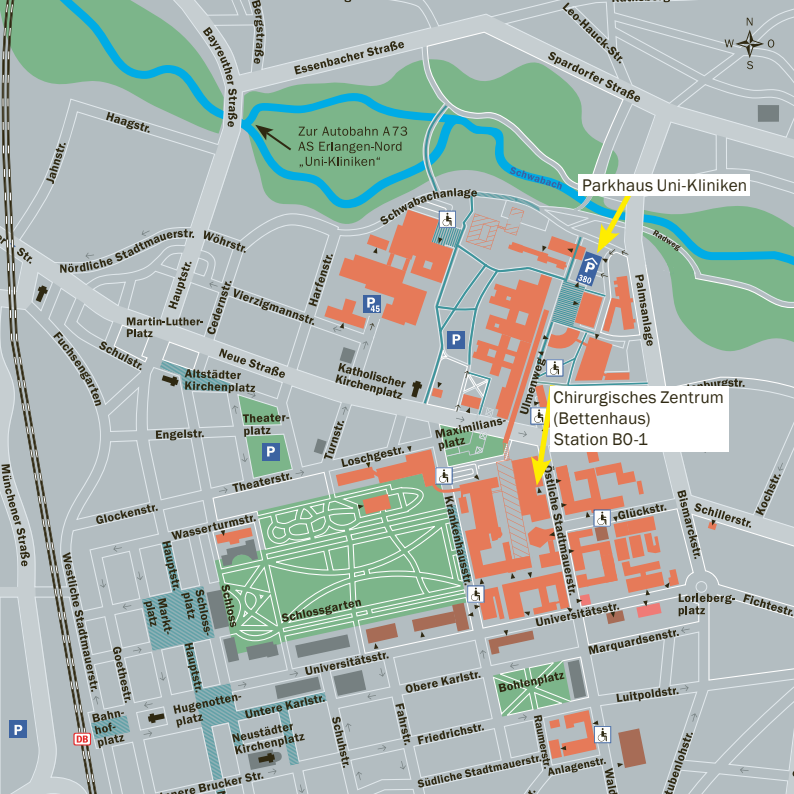 N
W
O
S
Bergstraße
Bayreuther Straße
Essenbacher Straße
Leo-Hauck-Str.
Spardorfer Straße
Haagstr.
Jahnstr.
Zur Autobahn A 73
AS Erlangen-Nord
„Uni-Kliniken“
Schwabach
Parkhaus Uni-Kliniken
Schwabachanlage
Radweg
Nördliche Stadtmauerstr.
Wöhrstr.
Str.
Hauptstr.
Cedernstr.
Vierzigmannstr.
Harfenstr.
P
45
P
P
380
Palmsanlage
Martin-Luther-
Platz
Fuchsengarten
Schulstr.
Neue Straße
Altstädter
Kirchenplatz
Katholischer
Kirchenplatz
Ulmenweg
Chirurgisches Zentrum
(Bettenhaus)
Station B0-1
Theater-
platz
P
Engelstr.
Turnstr.
Maximilians-
platz
Loschgestr.
Theaterstr.
Münchener Straße
Glockenstr.
Wasserturmstr.
Krankenhausstr.
Östliche Stadtmauerstr.
Glückstr.
Bismarckstr.
Schillerstr.
Kochstr.
Westliche Stadtmauerstr.
Hauptstr.
Markt-
platz
Schloss-
platz
Schloss
Schlossgarten
Universitätsstr.
Lorleberg-
platz
Fichtestr.
Marquardsenstr.
Goethestr.
Hauptstr.
Universitätsstr.
Obere Karlstr.
Bohlenplatz
Luitpoldstr.
Hugenotten-
platz
Untere Karlstr.
Bahn-
hof-
platz
P
DB
Neustädter
Kirchenplatz
Schuhstr.
Fahrstr.
Friedrichstr.
Raumerstr.
Südliche Stadtmauerstr.
Anlagenstr.
Brucker Str.